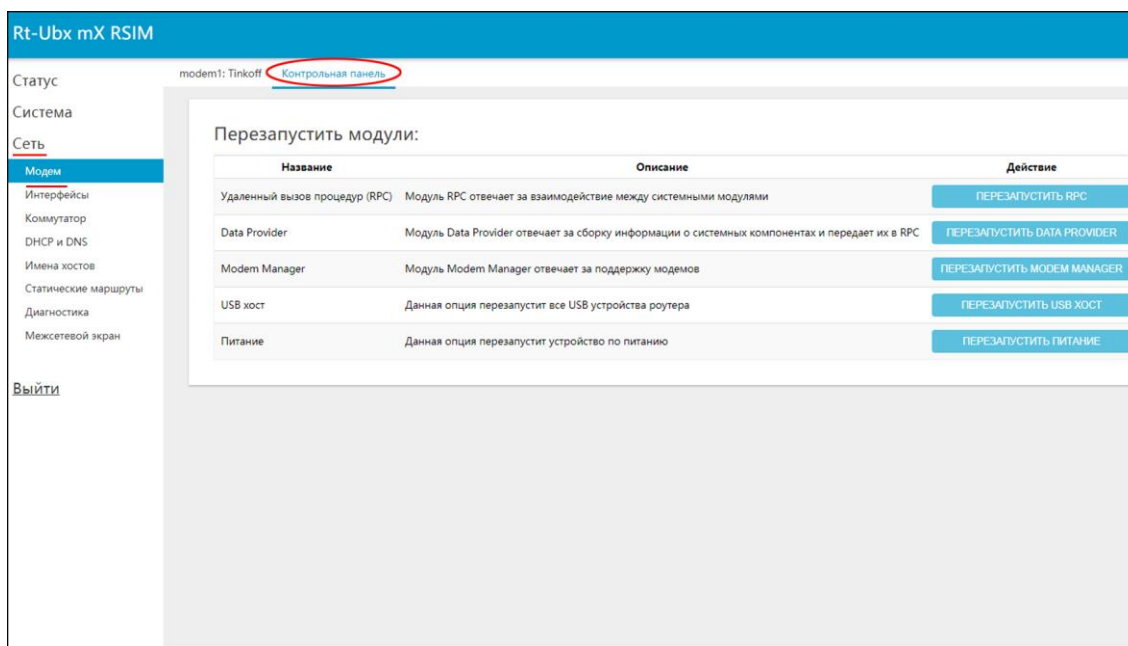 Rt-Ubx mX RSIM
modem1: Tinkoff Контрольная панель
Статус
Система
Сеть
Модем
Интерфейсы
Коммутатор
DHCP и DNS
Имена хостов
Статические маршруты
Диагностика
Межсетевой экран
Выйти
Перезапустить модули:
Название Описание Действие
Удаленный вызов процедур (RPC) Модуль RPC отвечает за взаимодействие между системными модулями ПЕРЕЗАПУСТИТЬ RPC
Data Provider Модуль Data Provider отвечает за сборку информации о системных компонентах и передает их в RPC ПЕРЕЗАПУСТИТЬ DATA PROVIDER
Modem Manager Модуль Modem Manager отвечает за поддержку модемов ПЕРЕЗАПУСТИТЬ MODEM MANAGER
USB хост Данная опция перезапустит все USB устройства роутера ПЕРЕЗАПУСТИТЬ USB ХОСТ
Питание Данная опция перезапустит устройство по питанию ПЕРЕЗАПУСТИТЬ ПИТАНИЕ